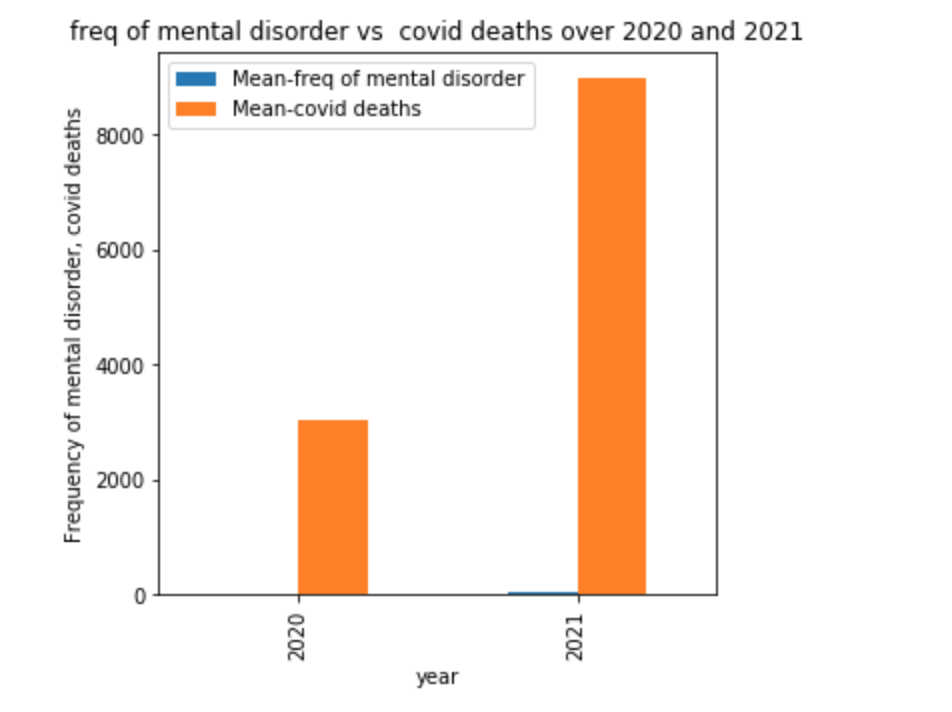 freq of mental disorder vs  covid deaths over 2020 and 2021
Mean-freq of mental disorder
Mean-covid deaths
Frequency of mental disorder, covid deaths
8000
6000
4000
2000
0
2020
2021
year